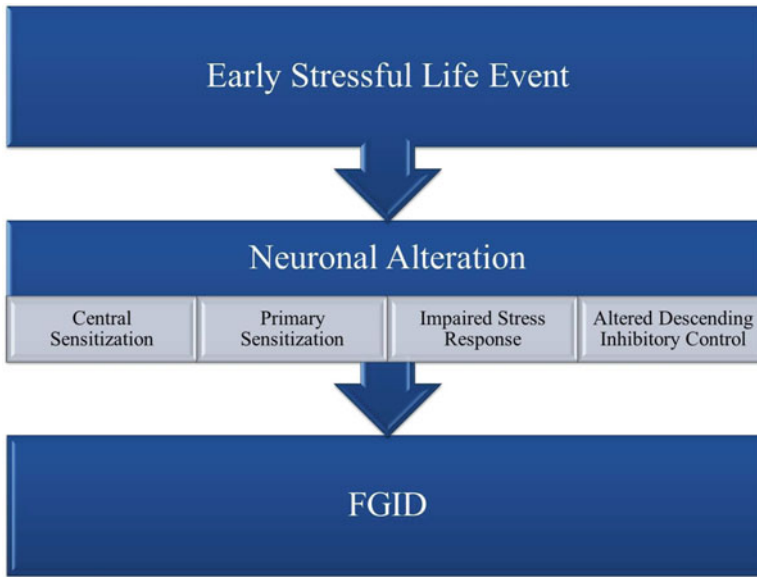 Early Stressful Life Event
Neuronal Alteration
Central
Sensitization
Primary
Sensitization
Impaired Stress
Response
Altered Descending
Inhibitory Control
FGID